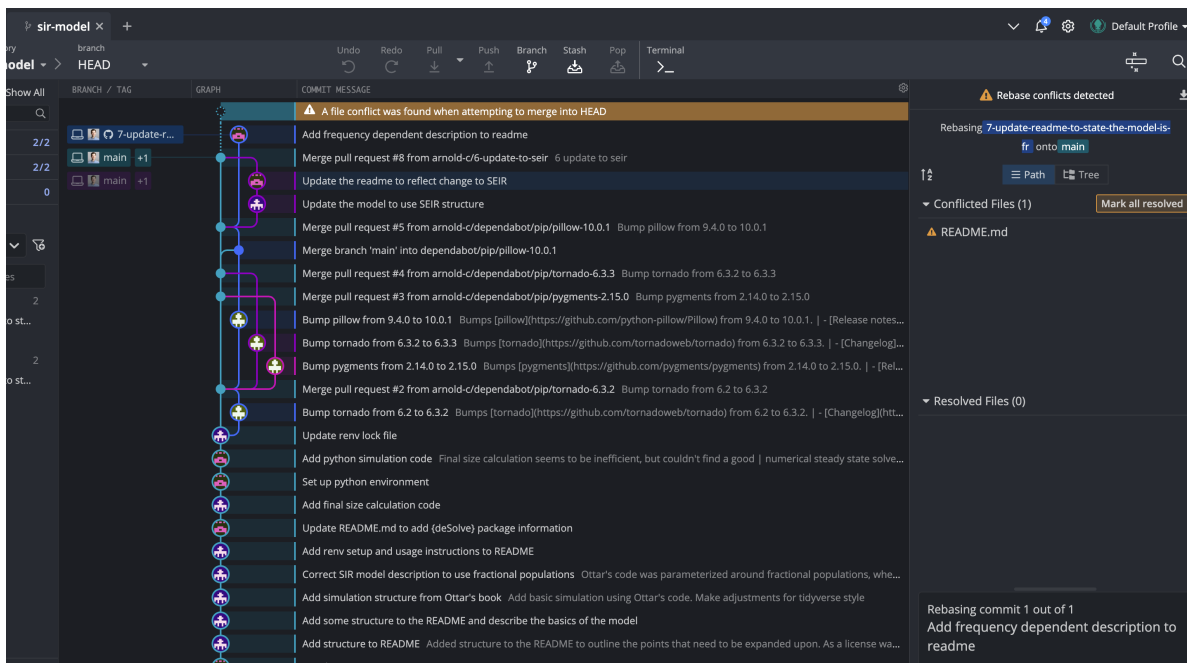 sir-model × +
4 Default Profile
ory branch
odel HEAD
Undo Redo Pull Push Branch Stash Pop Terminal
Show All
BRANCH / TAG GRAPH COMMIT MESSAGE
A file conflict was found when attempting to merge into HEAD
7-update-r... Add frequency dependent description to readme
2/2
main +1 Merge pull request #8 from arnold-c/6-update-to-seir 6 update to seir
2/2
main +1 Update the readme to reflect change to SEIR
0
Update the model to use SEIR structure
Merge pull request #5 from arnold-c/dependabot/pip/pillow-10.0.1 Bump pillow from 9.4.0 to 10.0.1
Merge branch 'main' into dependabot/pip/pillow-10.0.1
Merge pull request #4 from arnold-c/dependabot/pip/tornado-6.3.3 Bump tornado from 6.3.2 to 6.3.3
es
Merge pull request #3 from arnold-c/dependabot/pip/pygments-2.15.0 Bump pygments from 2.14.0 to 2.15.0
2
o st...
Bump pillow from 9.4.0 to 10.0.1 Bumps [pillow](https://github.com/python-pillow/Pillow) from 9.4.0 to 10.0.1. | - [Release notes...
Bump tornado from 6.3.2 to 6.3.3 Bumps [tornado](https://github.com/tornadoweb/tornado) from 6.3.2 to 6.3.3. | - [Changelog]...
2
Bump pygments from 2.14.0 to 2.15.0 Bumps [pygments](https://github.com/pygments/pygments) from 2.14.0 to 2.15.0. | - [Rel...
o st...
Merge pull request #2 from arnold-c/dependabot/pip/tornado-6.3.2 Bump tornado from 6.2 to 6.3.2
Bump tornado from 6.2 to 6.3.2 Bumps [tornado](https://github.com/tornadoweb/tornado) from 6.2 to 6.3.2. | - [Changelog](htt...
Update renv lock file
Add python simulation code Final size calculation seems to be inefficient, but couldn't find a good | numerical steady state solve...
Set up python environment
Add final size calculation code
Update README.md to add {deSolve} package information
Add renv setup and usage instructions to README
Correct SIR model description to use fractional populations Ottar's code was parameterized around fractional populations, whe...
Add simulation structure from Ottar's book Add basic simulation using Ottar's code. Make adjustments for tidyverse style
Add some structure to the README and describe the basics of the model
Add structure to README Added structure to the README to outline the points that need to be expanded upon. As a license wa...
Rebase conflicts detected
Rebasing 7-update-readme-to-state-the-model-is-
fr onto main
Path Tree
Conflicted Files (1) Mark all resolved
README.md
Resolved Files (0)
Rebasing commit 1 out of 1
Add frequency dependent description to
readme